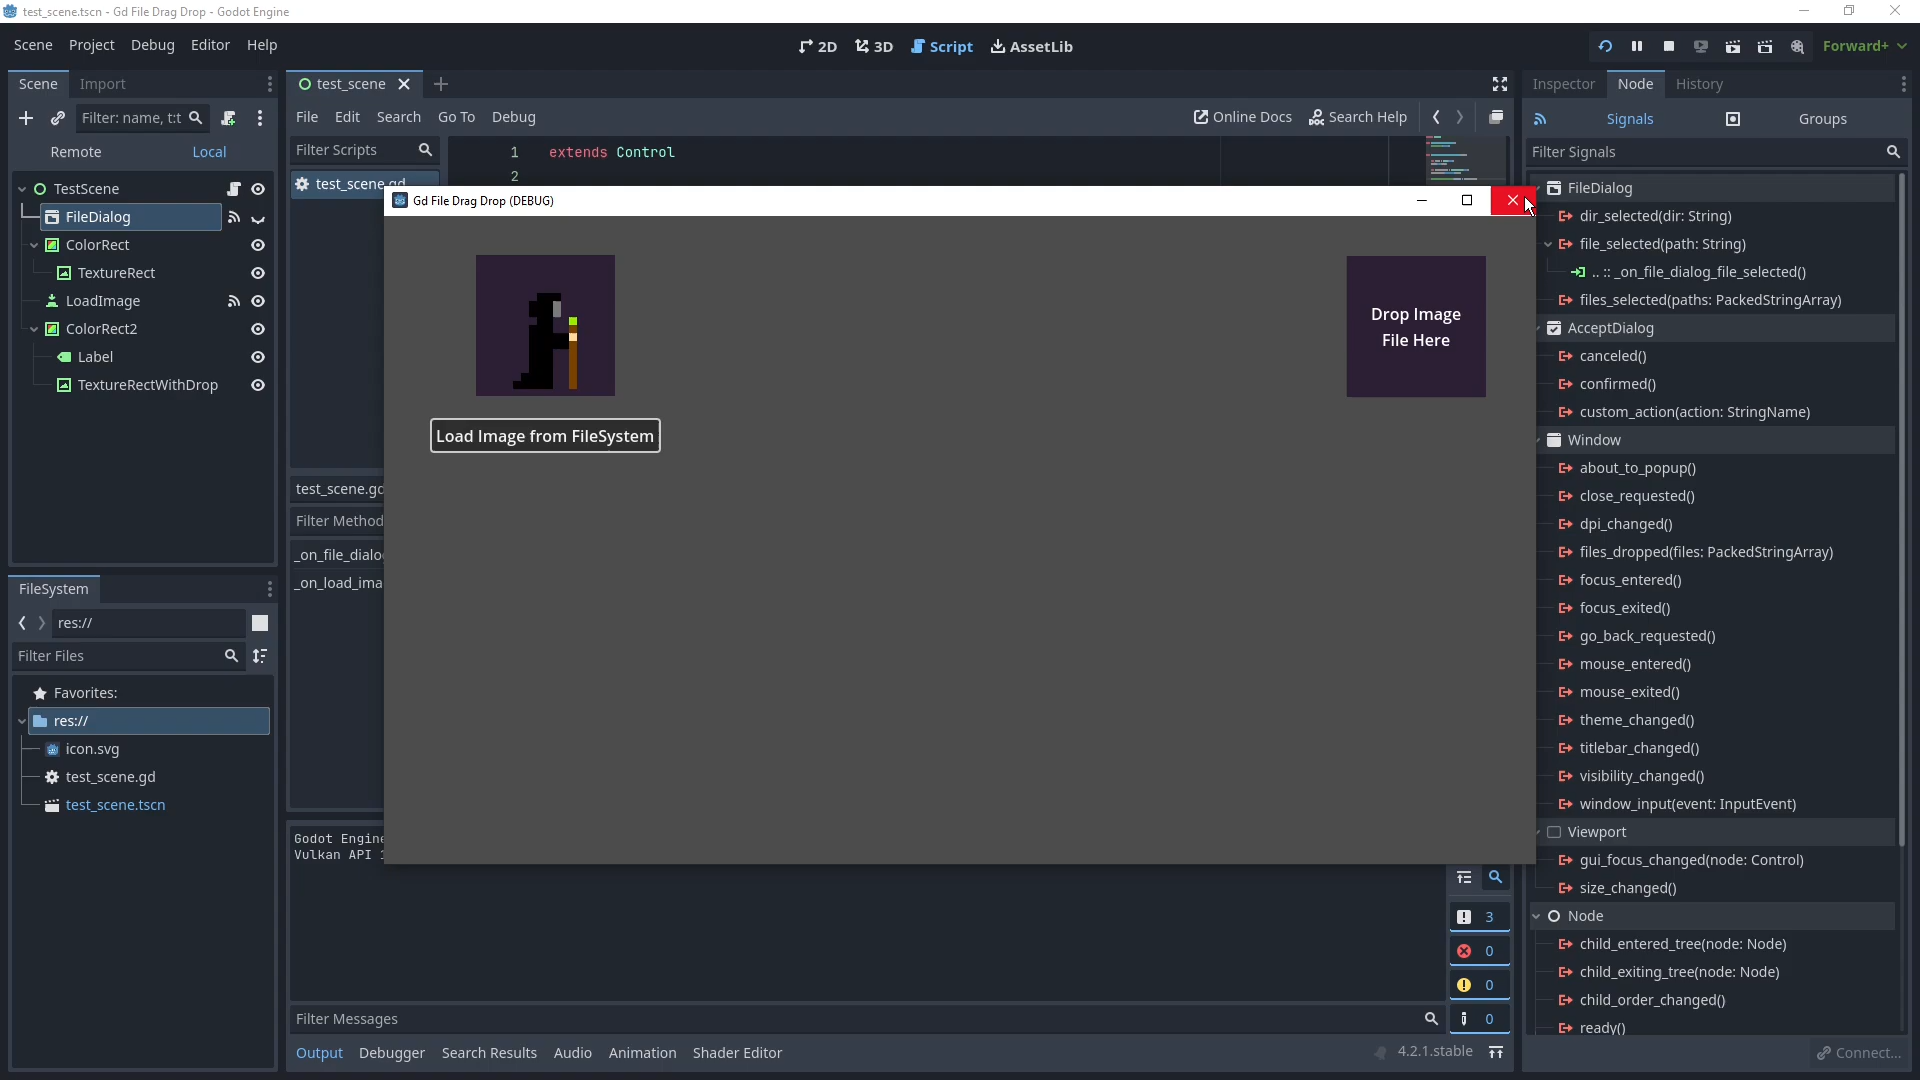 test_scene.tscn - Gd File Drag Drop - Godot Engine
Scene Project Debug Editor Help
2D 3D Script AssetLib
Forward+
Scene Import
test_scene
Inspector Node History
Filter: name, t:t
File Edit Search Go To Debug
Online Docs Search Help
Signals Groups
Remote Local
Filter Scripts
1 extends Control
2
Filter Signals
TestScene
FileDialog
ColorRect
TextureRect
LoadImage
ColorRect2
Label
TextureRectWithDrop
test_scene.gd
Gd File Drag Drop (DEBUG)
Drop Image
File Here
Load Image from FileSystem
test_scene.gd
Filter Method
_on_file_dialo
_on_load_ima
FileDialog
dir_selected(dir: String)
file_selected(path: String)
.. :: _on_file_dialog_file_selected()
files_selected(paths: PackedStringArray)
AcceptDialog
canceled()
confirmed()
custom_action(action: StringName)
Window
about_to_popup()
close_requested()
dpi_changed()
files_dropped(files: PackedStringArray)
focus_entered()
focus_exited()
go_back_requested()
mouse_entered()
mouse_exited()
theme_changed()
titlebar_changed()
visibility_changed()
window_input(event: InputEvent)
Viewport
gui_focus_changed(node: Control)
size_changed()
Node
child_entered_tree(node: Node)
child_exiting_tree(node: Node)
child_order_changed()
ready()
Connect...
FileSystem
res://
Filter Files
Favorites:
res://
icon.svg
test_scene.gd
test_scene.tscn
Godot Engine
Vulkan API 1
3
0
0
0
Filter Messages
Output Debugger Search Results Audio Animation Shader Editor
4.2.1.stable